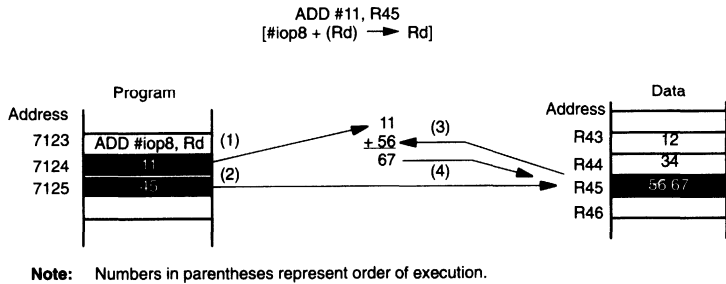 ADD #11, R45
[#iop8 + (Rd) → Rd]
Program
Data
Address
Address
7123
ADD #iop8, Rd
(1)
11
(3)
R43
12
7124
11
+ 56
R44
34
7125
45
(2)
67
(4)
R45
56 67
R46
Note: Numbers in parentheses represent order of execution.